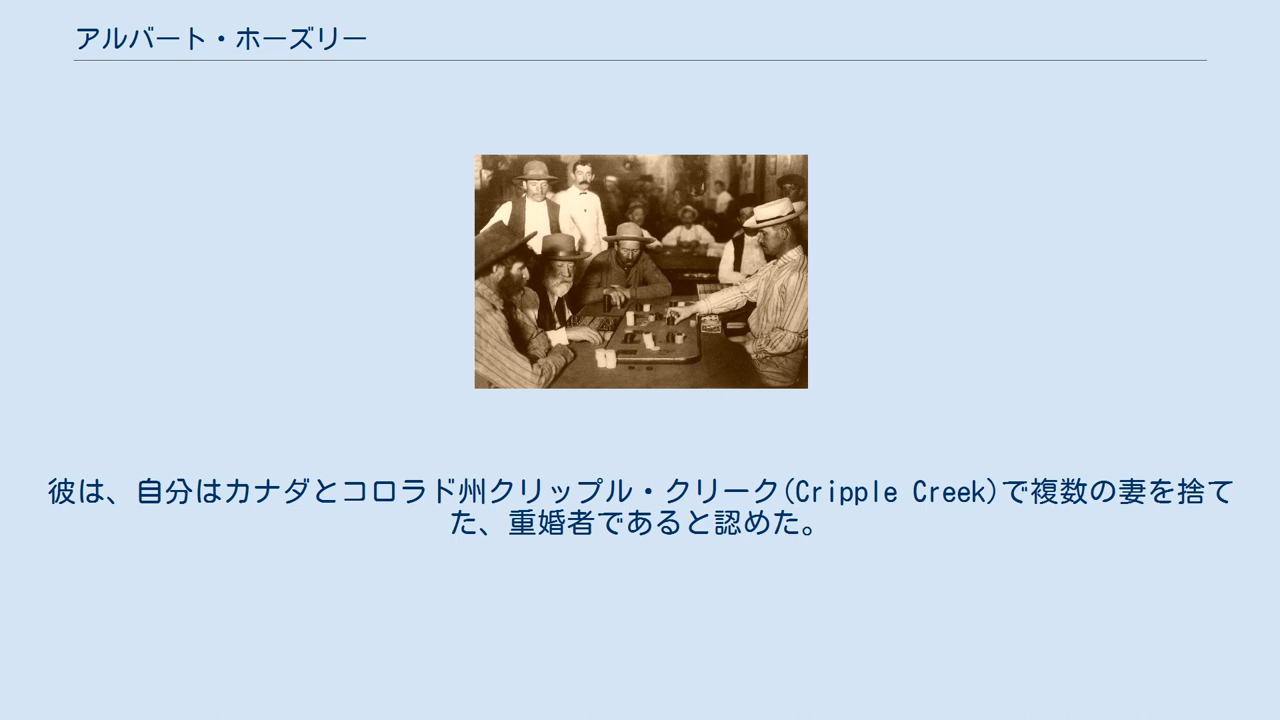 アルバート・ホーズリー
彼は、自分はカナダとコロラド州クリップル・クリーク(Cripple Creek)で複数の妻を捨て
た、重婚者であると認めた。